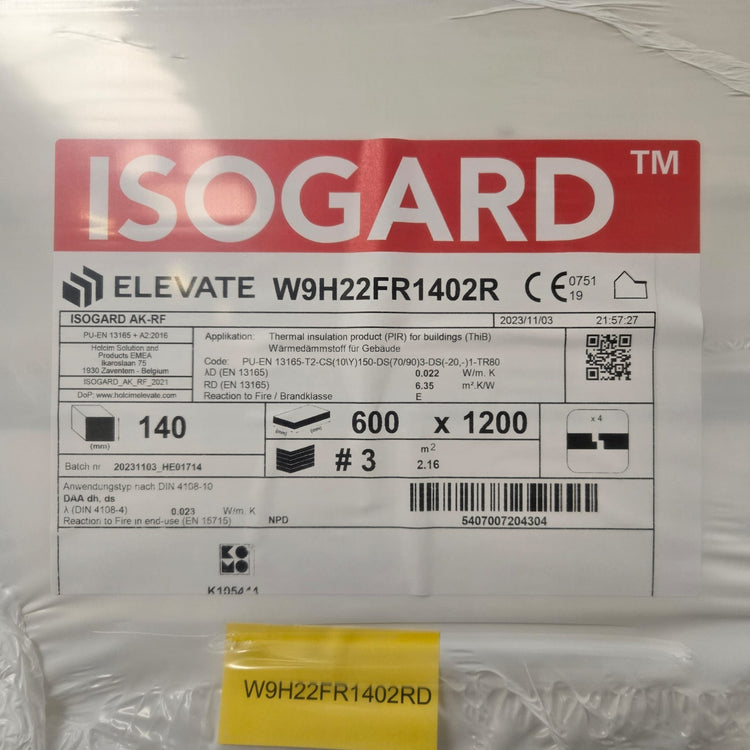 ISOGARD™
ELEVATE W9H22FR1402R CE 0751
19
ISOGARD AK-RF 2023/11/03 21:57:27
PU-EN 13165 + A2:2016
Holcim Solution and
Products EMEA
Ikaroslaan 75
1930 Zaventem - Belgium
ISOGARD_AK_RF_2021
DoP: www.holcimelevate.com
Applikation: Thermal insulation product (PIR) for buildings (ThiB)
Wärmedämmstoff für Gebäude
Code: PU-EN 13165-T2-CS(10\Y)150-DS(70/90)3-DS(-20,-)1-TR80
λD (EN 13165) 0.022 W/m. K
RD (EN 13165) 6.35 m².K/W
Reaction to Fire / Brandklasse E
(mm) 140
(mm) (mm) 600 x 1200
x 4
# 3 m²
2.16
Batch nr 20231103_HE01714
Anwendungstyp nach DIN 4108-10
DAA dh, ds
λ (DIN 4108-4) 0.023 W/m. K
Reaction to Fire in end-use (EN 15715) NPD
5407007204304
KOMO
W9H22FR1402RD